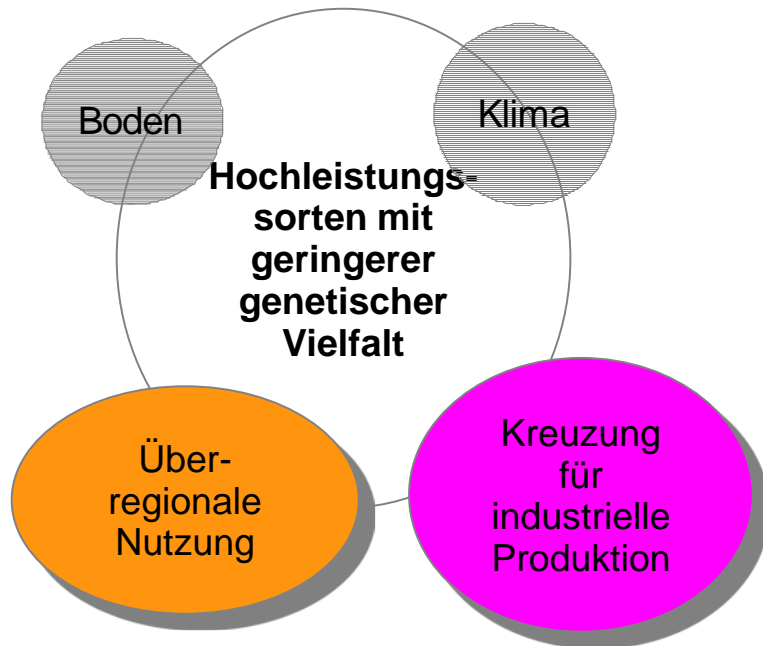 Boden
Klima
Hochleistungs-
sorten mit
geringerer
genetischer
Vielfalt
Über-
regionale
Nutzung
Kreuzung
für
industrielle
Produktion